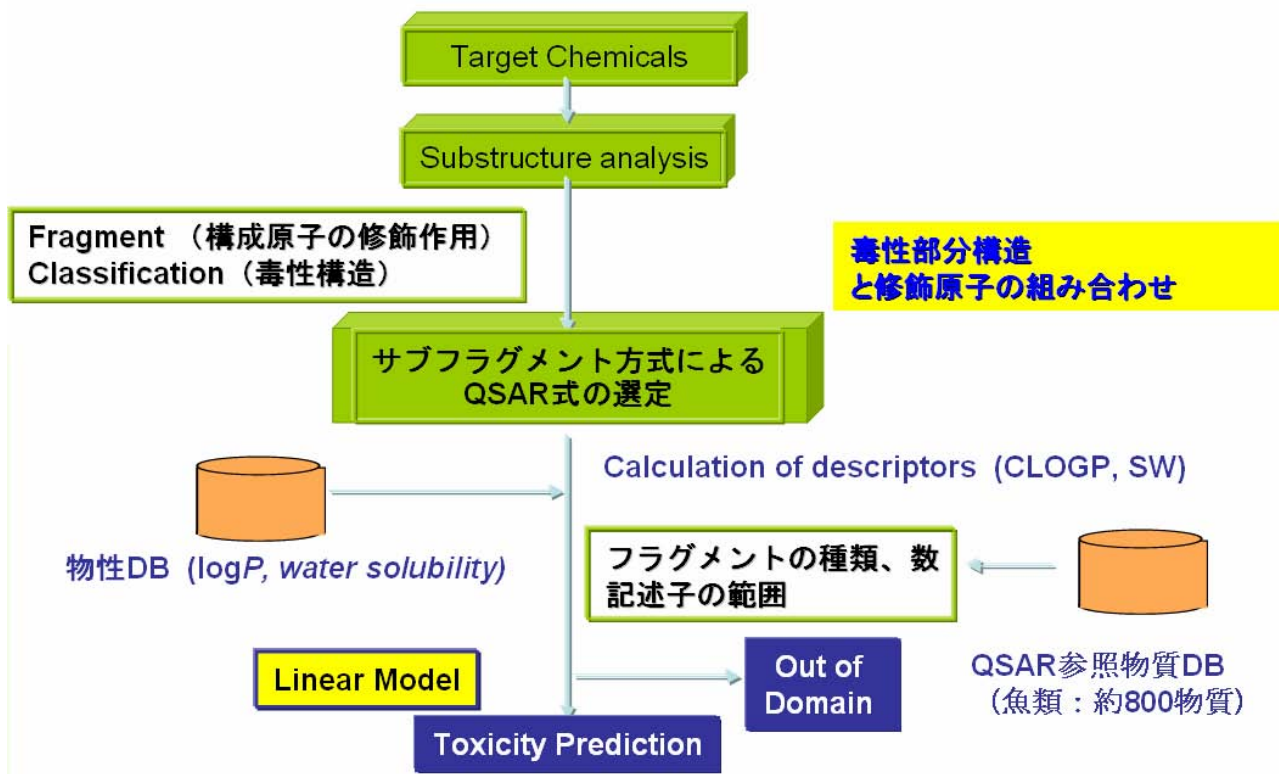 Target Chemicals
Substructure analysis
Fragment （構成原子の修飾作用）
Classification（毒性構造）
毒性部分構造
と修飾原子の組み合わせ
サブフラグメント方式による
QSAR式の選定
Calculation of descriptors (CLOGP, SW)
物性DB (logP, water solubility)
フラグメントの種類、数
記述子の範囲
QSAR参照物質DB
（魚類：約800物質）
Linear Model
Out of
Domain
Toxicity Prediction